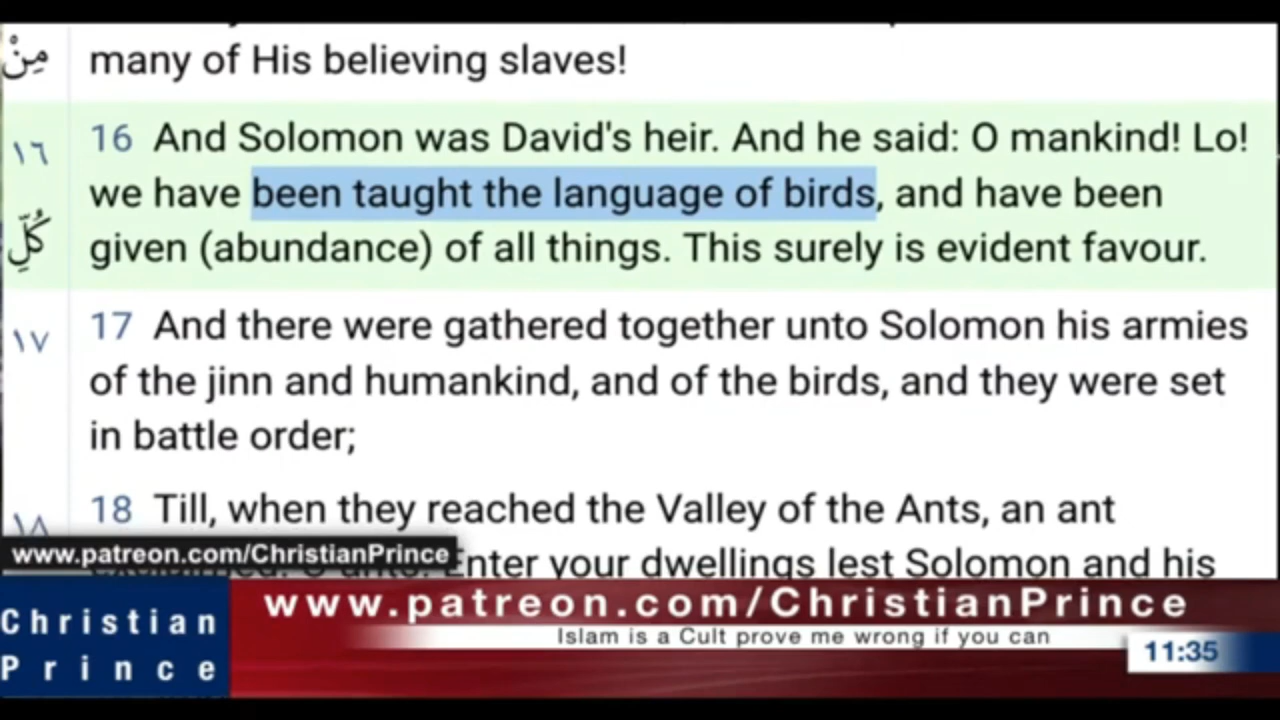 مِنْ
many of His believing slaves!
١٦
16 And Solomon was David's heir. And he said: O mankind! Lo!
we have been taught the language of birds, and have been
كُلِّ
given (abundance) of all things. This surely is evident favour.
١٧
17 And there were gathered together unto Solomon his armies
of the jinn and humankind, and of the birds, and they were set
in battle order;
١٨
18 Till, when they reached the Valley of the Ants, an ant
www.patreon.com/ChristianPrince
Enter your dwellings lest Solomon and his
www.patreon.com/ChristianPrince
Islam is a Cult prove me wrong if you can
Christian
Prince
11:35